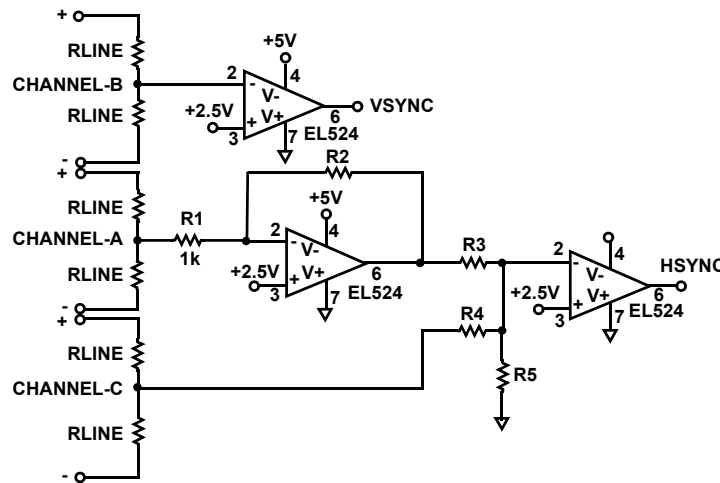 +
RLINE
CHANNEL-B
RLINE
-
+5V
2
-
4
V-
+2.5V
V+
6
VSYNC
+
3
7
EL524
+
RLINE
CHANNEL-A
RLINE
-
R1
1k
R2
+5V
2
-
4
V-
+2.5V
V+
6
+
3
7
EL524
R3
2
-
4
V-
HSYNC
+2.5V
V+
6
+
3
7
EL524
R4
R5
+
RLINE
CHANNEL-C
RLINE
-